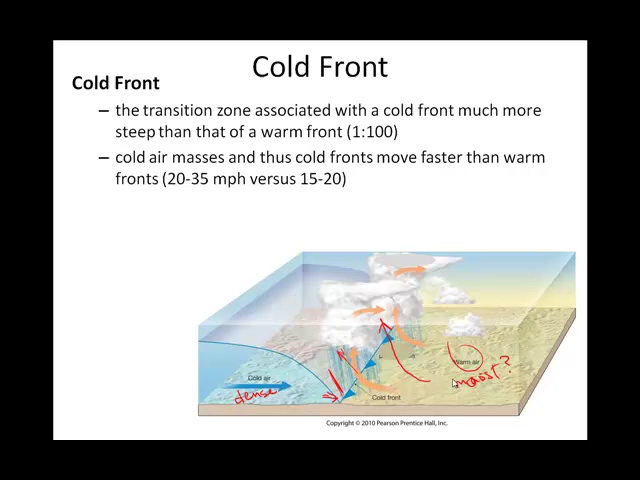 Cold Front
Cold Front
– the transition zone associated with a cold front much more
steep than that of a warm front (1:100)
– cold air masses and thus cold fronts move faster than warm
fronts (20-35 mph versus 15-20)
Warm air
moist?
Cold air
dense
Cold front
Copyright © 2010 Pearson Prentice Hall, Inc.